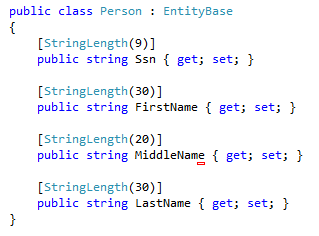 public class Person : EntityBase
{
    [StringLength(9)]
    public string Ssn { get; set; }

    [StringLength(30)]
    public string FirstName { get; set; }

    [StringLength(20)]
    public string MiddleName { get; set; }

    [StringLength(30)]
    public string LastName { get; set; }
}